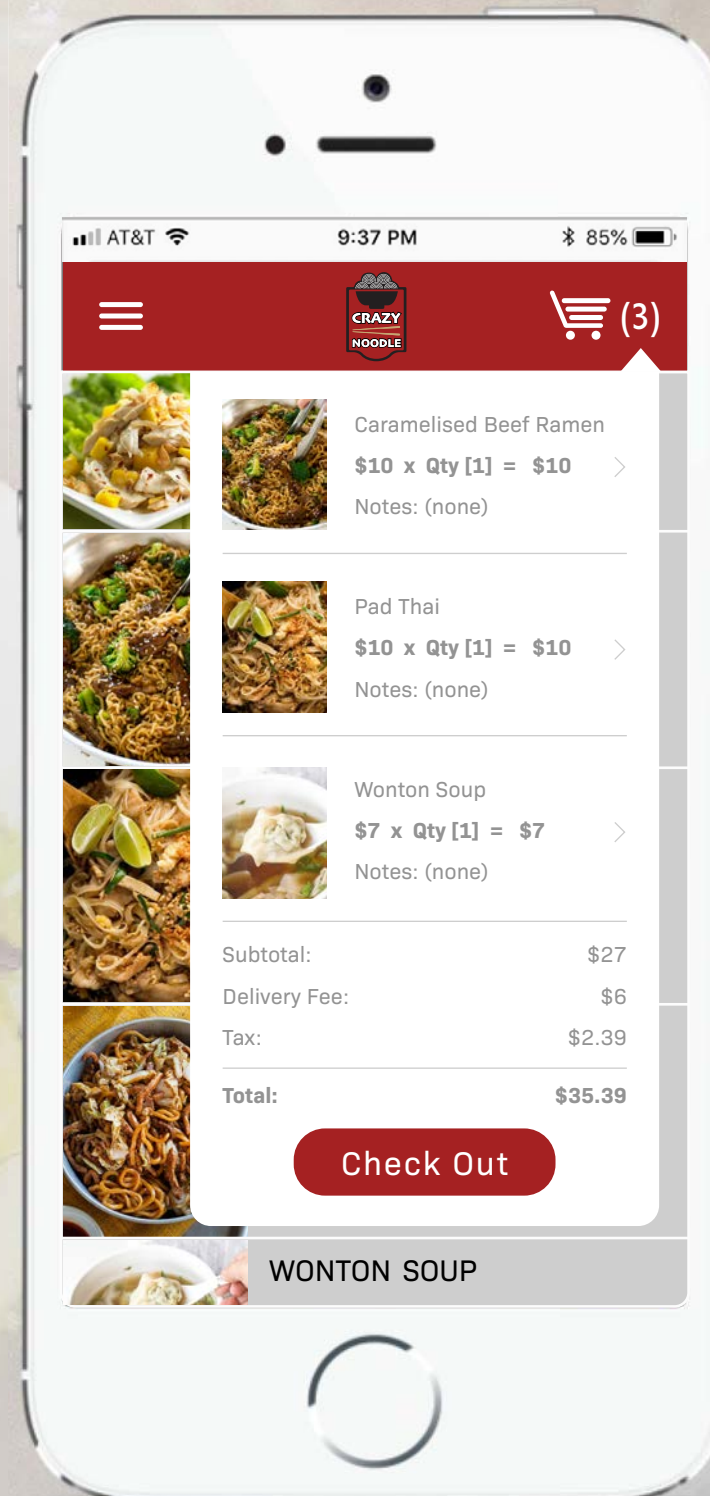 AT&T 9:37 PM 85%
CRAZY
NOODLE
(3)
Caramelised Beef Ramen
$10 x Qty [1] = $10
Notes: (none)
Pad Thai
$10 x Qty [1] = $10
Notes: (none)
Wonton Soup
$7 x Qty [1] = $7
Notes: (none)
Subtotal: $27
Delivery Fee: $6
Tax: $2.39
Total: $35.39
Check Out
WONTON SOUP